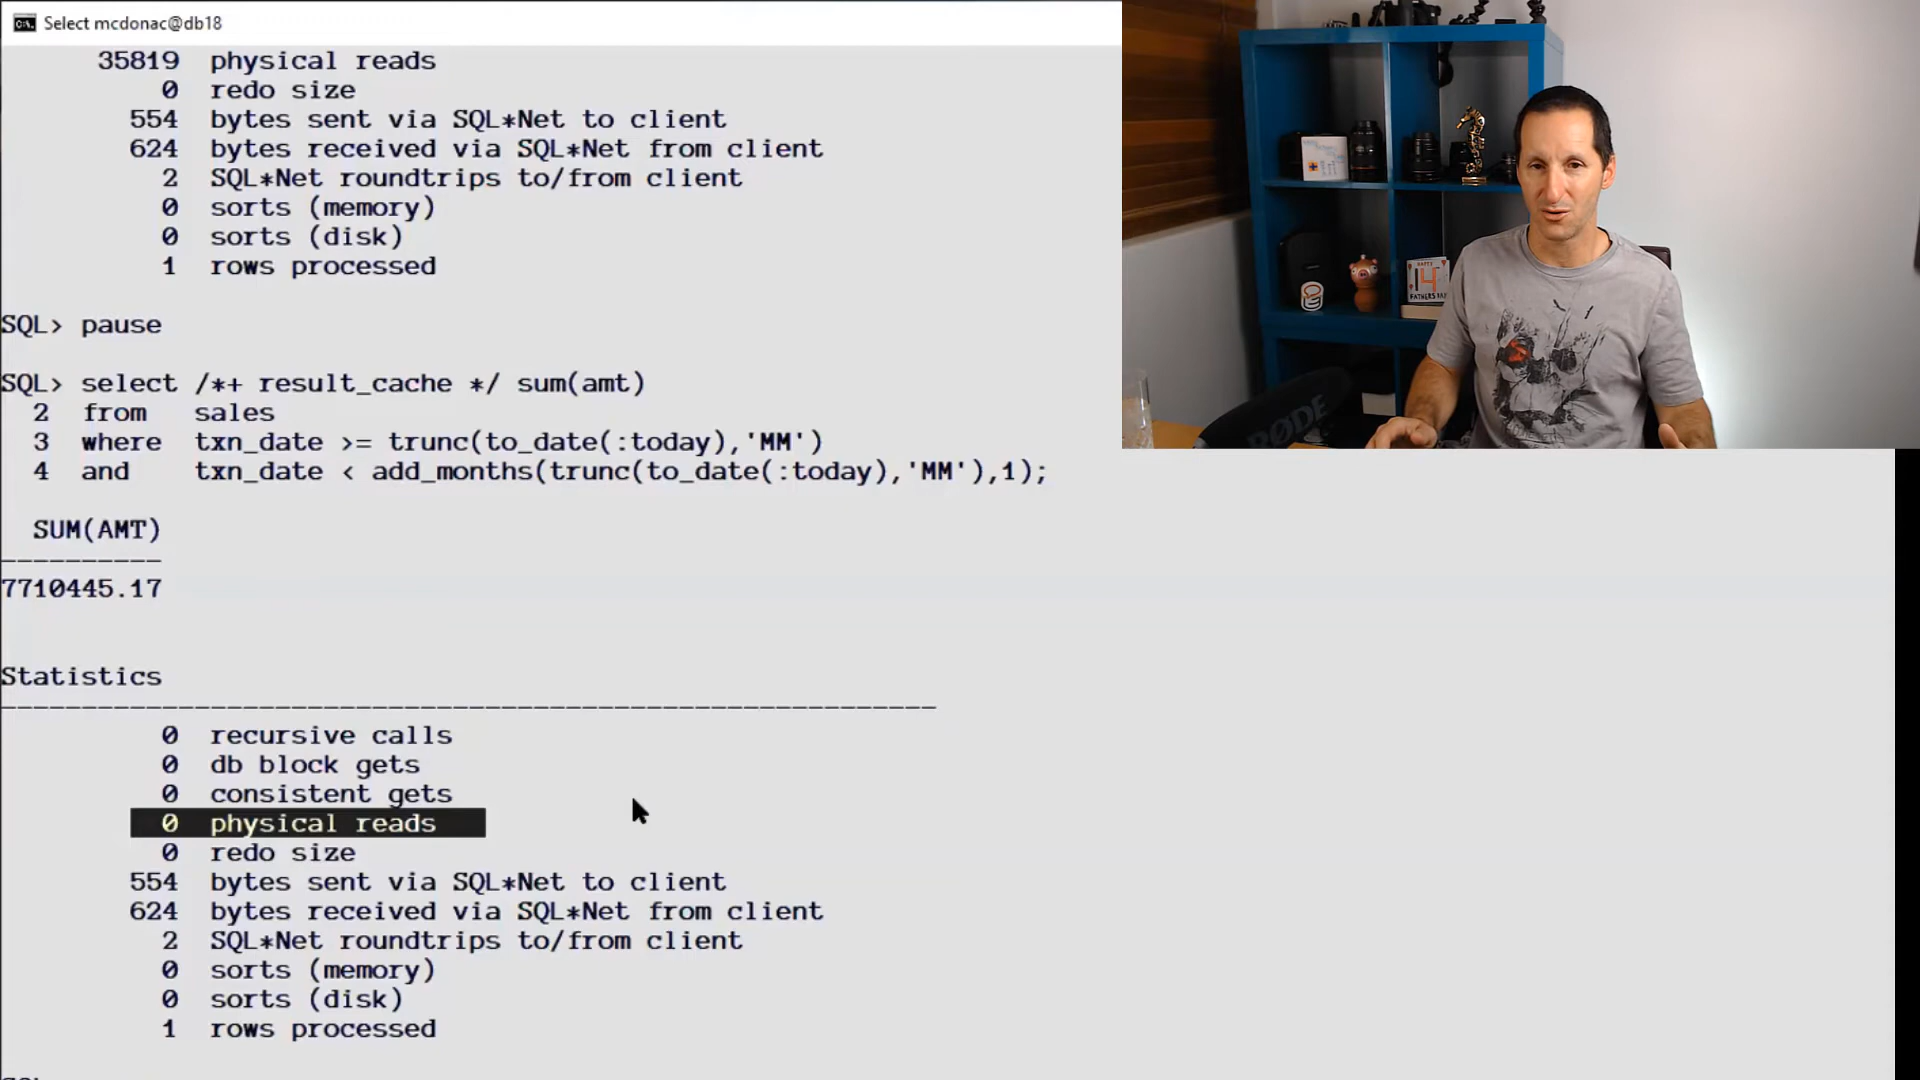 Select mcdonac@db18
35819 physical reads
0 redo size
554 bytes sent via SQL*Net to client
624 bytes received via SQL*Net from client
2 SQL*Net roundtrips to/from client
0 sorts (memory)
0 sorts (disk)
1 rows processed
SQL> pause
SQL> select /*+ result_cache */ sum(amt)
2 from sales
3 where txn_date >= trunc(to_date(:today),'MM')
4 and txn_date < add_months(trunc(to_date(:today),'MM'),1);
SUM(AMT)
----------
7710445.17
Statistics
----------------------------------------------------------
0 recursive calls
0 db block gets
0 consistent gets
0 physical reads
0 redo size
554 bytes sent via SQL*Net to client
624 bytes received via SQL*Net from client
2 SQL*Net roundtrips to/from client
0 sorts (memory)
0 sorts (disk)
1 rows processed
HAPPY
14
FATHERS
RØDE